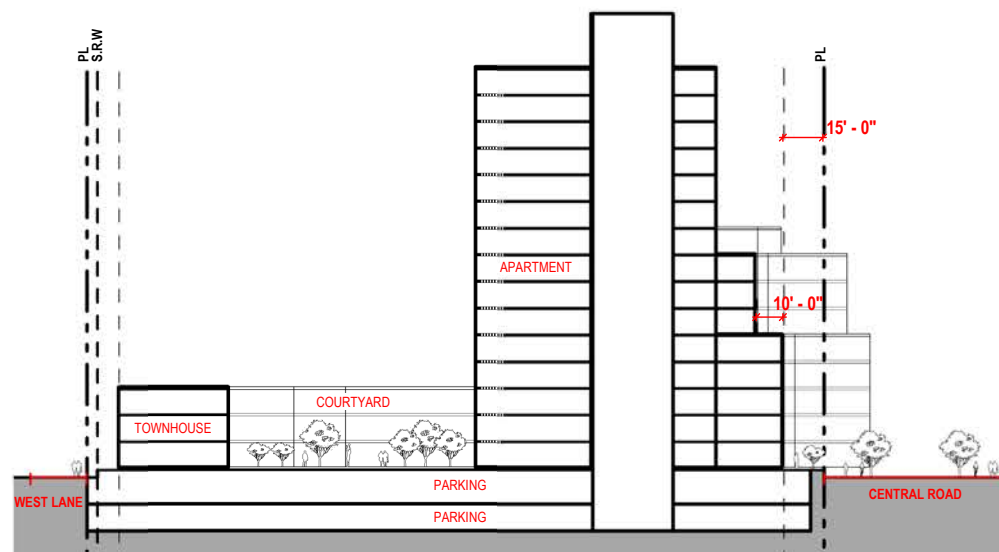 PL
S.R.W
PL
15' - 0"
APARTMENT
10' - 0"
COURTYARD
TOWNHOUSE
PARKING
WEST LANE
CENTRAL ROAD
PARKING